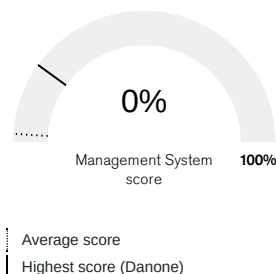 0%
Management System
score
100%
Average score
Highest score (Danone)